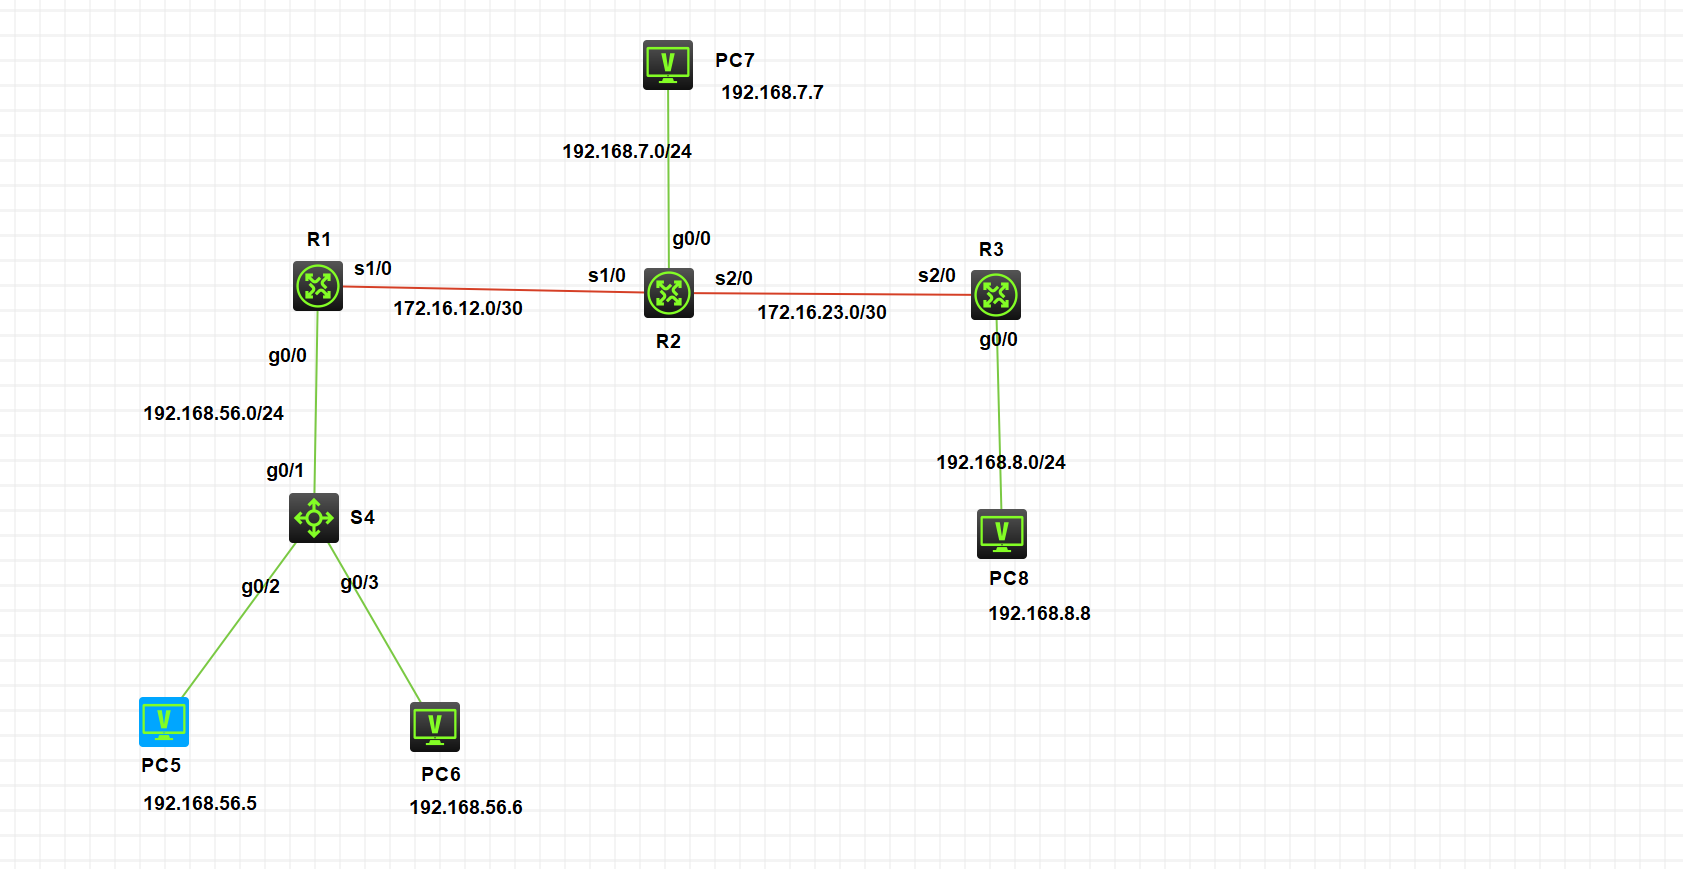 PC7
192.168.7.7
192.168.7.0/24
g0/0
R1
s1/0
172.16.12.0/30
s1/0
R2
s2/0
172.16.23.0/30
s2/0
R3
g0/0
g0/0
192.168.56.0/24
g0/1
S4
192.168.8.0/24
PC8
192.168.8.8
g0/2
g0/3
PC5
192.168.56.5
PC6
192.168.56.6